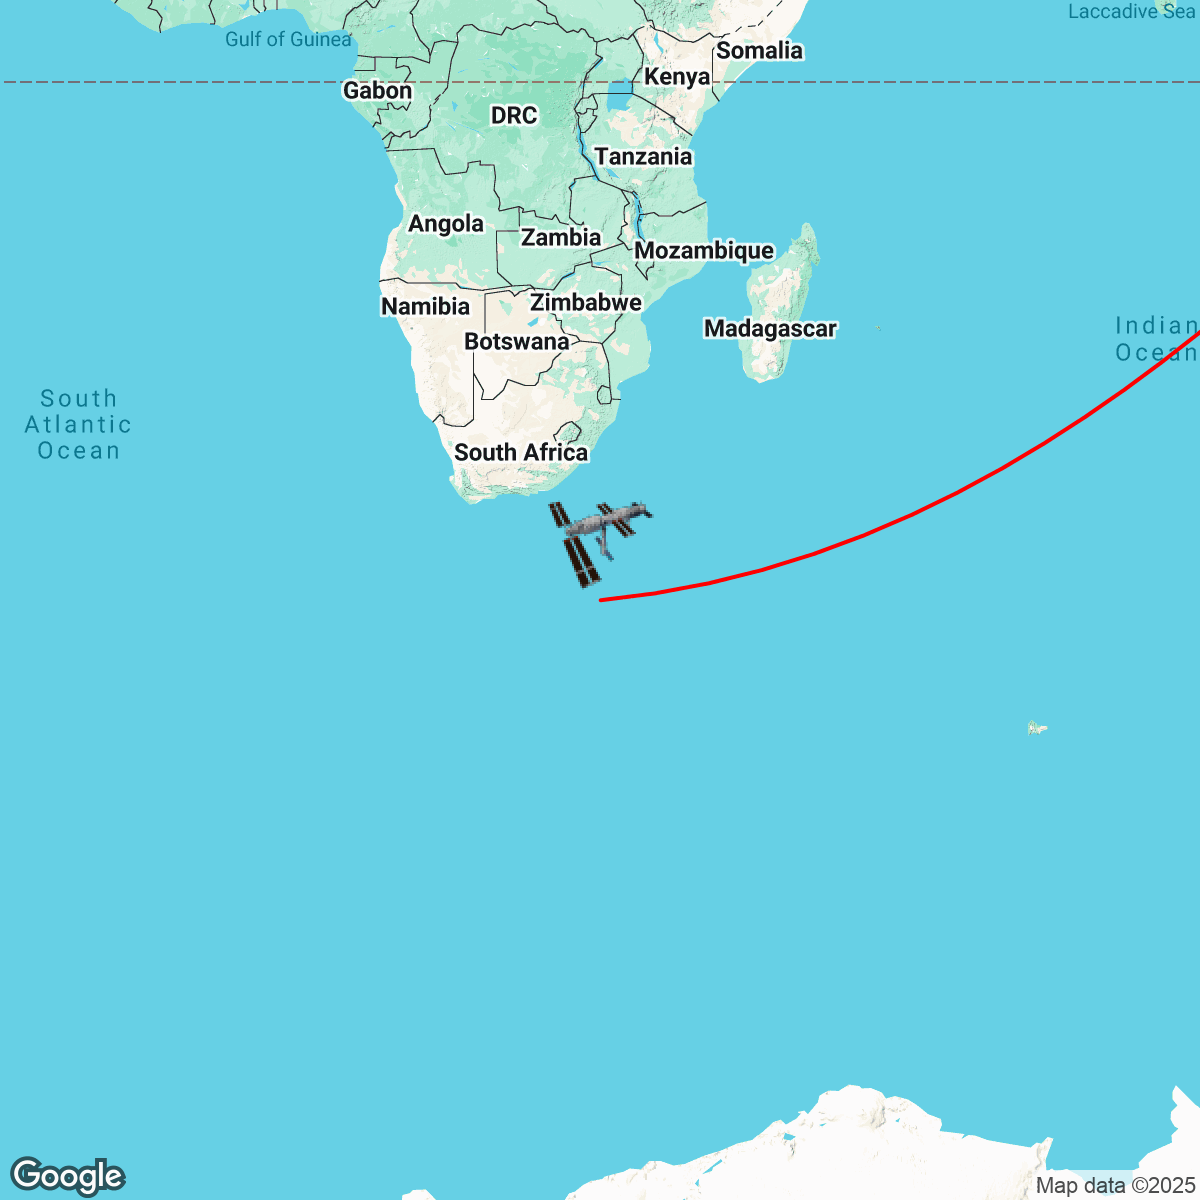 Laccadive Sea
Gulf of Guinea
Somalia
Kenya
Gabon
DRC
Tanzania
Angola
Zambia
Mozambique
Namibia
Zimbabwe
Madagascar
Botswana
Indian
Ocean
South
Atlantic
Ocean
South Africa
Google
Map data ©2025